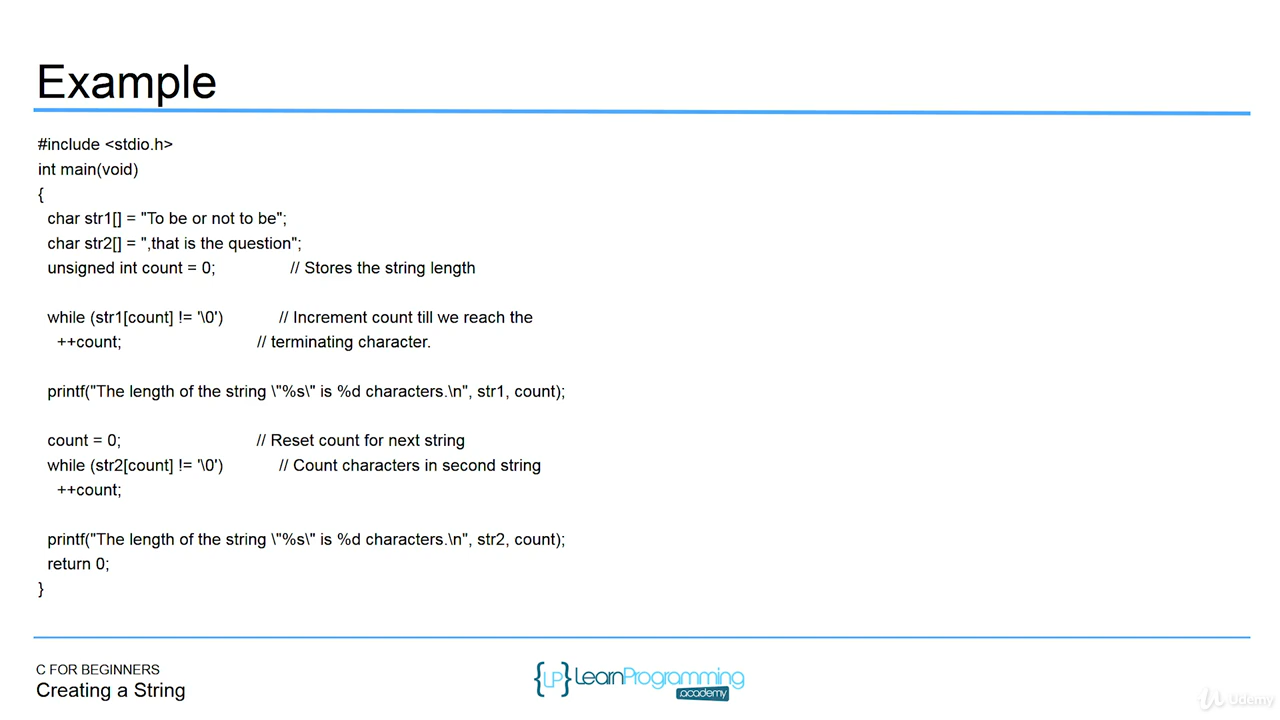 Example
#include <stdio.h>
int main(void)
{
char str1[] = "To be or not to be";
char str2[] = ",that is the question";
unsigned int count = 0; // Stores the string length
while (str1[count] != '\0') // Increment count till we reach the
++count; // terminating character.
printf("The length of the string \"%s\" is %d characters.\n", str1, count);
count = 0; // Reset count for next string
while (str2[count] != '\0') // Count characters in second string
++count;
printf("The length of the string \"%s\" is %d characters.\n", str2, count);
return 0;
}
C FOR BEGINNERS
Creating a String
{LP} LearnProgramming
.academy
Udemy